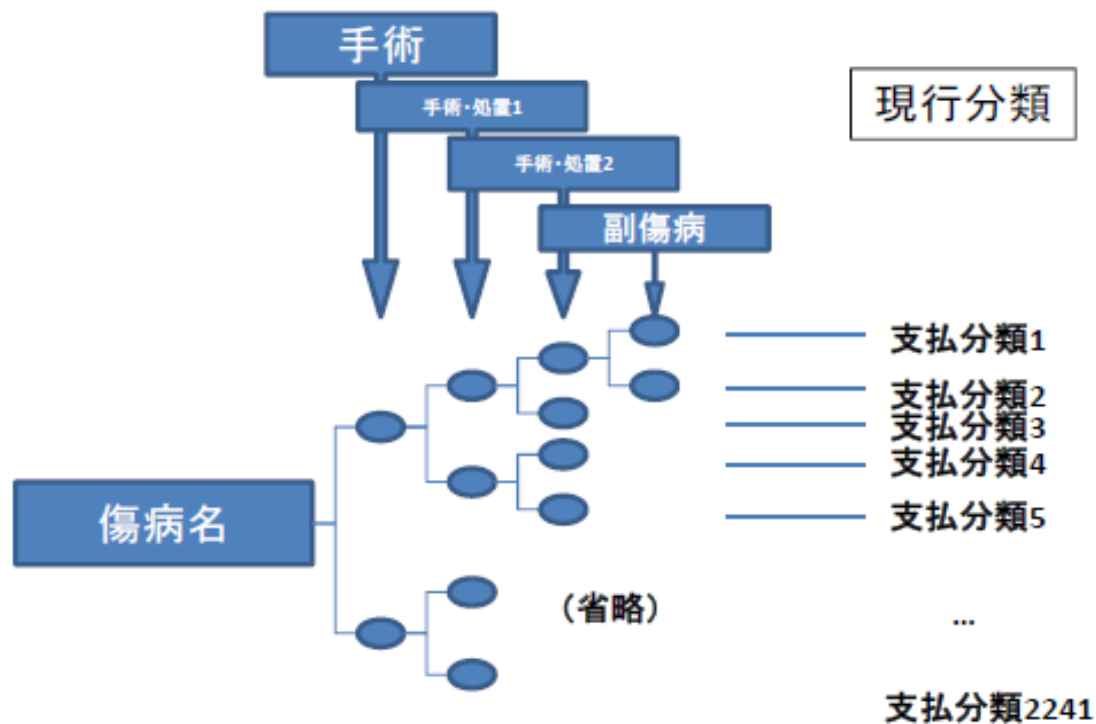 手術
手術・処置1
現行分類
手術・処置2
副傷病
支払分類1
支払分類2
支払分類3
支払分類4
傷病名
支払分類5
（省略）
…
支払分類2241